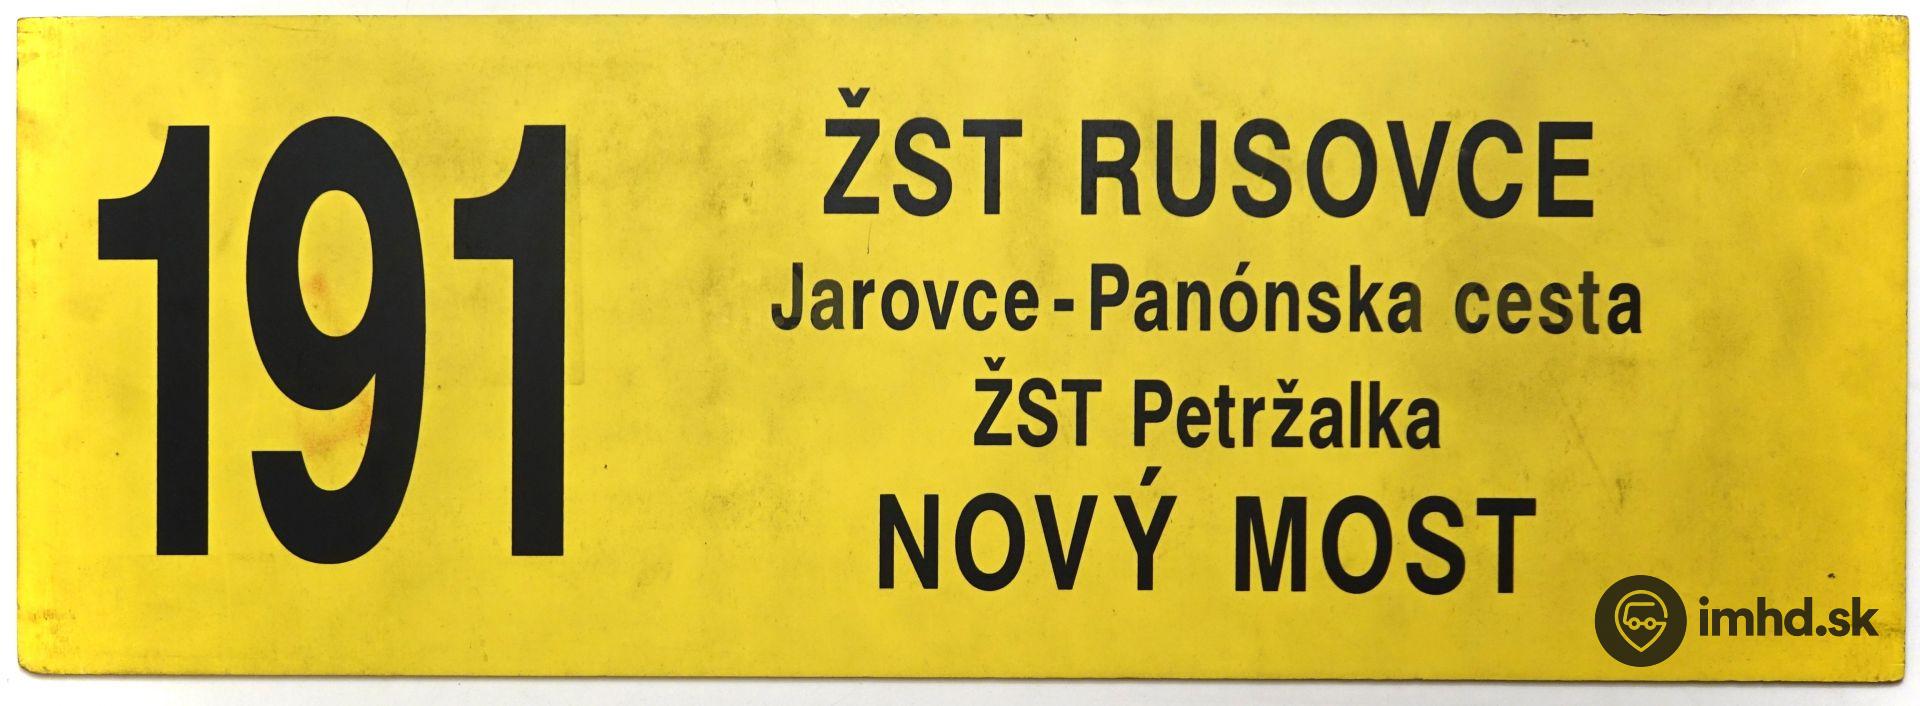 191
ŽST RUSOVCE
Jarovce-Panónska cesta
ŽST Petržalka
NOVÝ MOST
imhd.sk